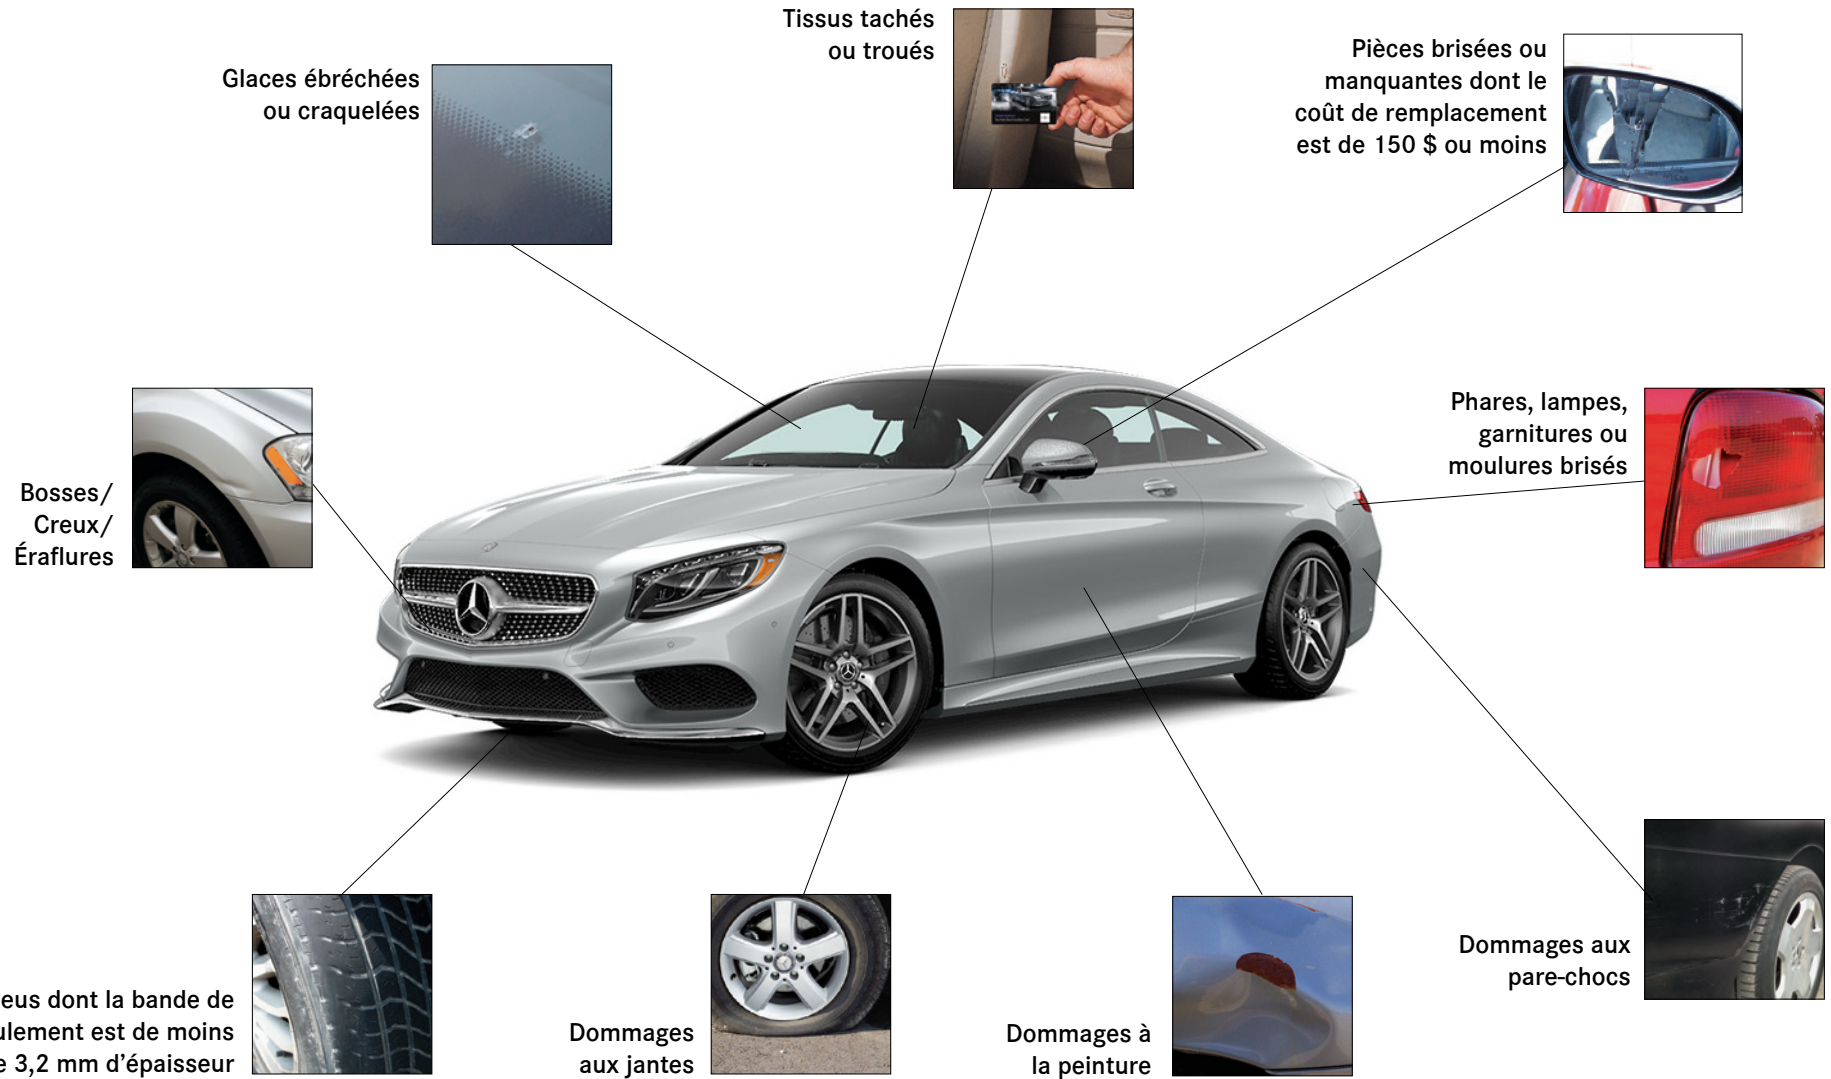 Tissus tachés
ou troués
Glaces ébréchées
ou craquelées
Pièces brisées ou
manquantes dont le
coût de remplacement
est de 150 $ ou moins
Phares, lampes,
garnitures ou
moulures brisés
Bosses/
Creux/
Éraflures
Dommages aux
pare-chocs
eus dont la bande de
ulement est de moins
e 3,2 mm d'épaisseur
Dommages
aux jantes
Dommages à
la peinture